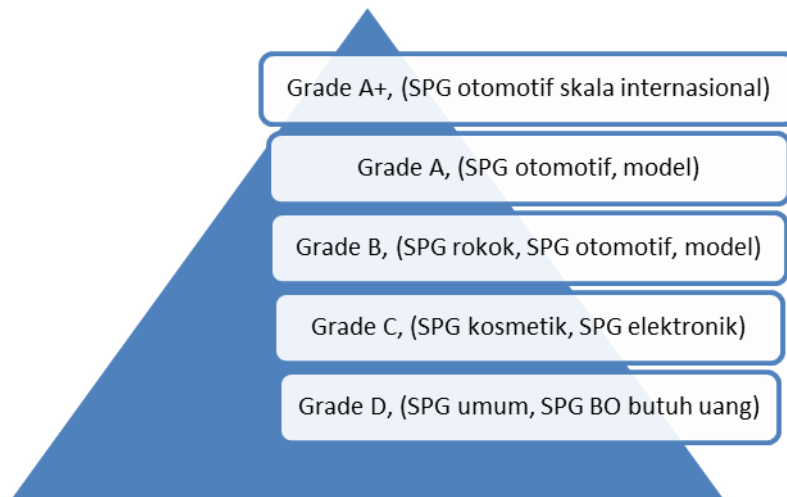 Grade A+, (SPG otomotif skala internasional)
Grade A, (SPG otomotif, model)
Grade B, (SPG rokok, SPG otomotif, model)
Grade C, (SPG kosmetik, SPG elektronik)
Grade D, (SPG umum, SPG BO butuh uang)